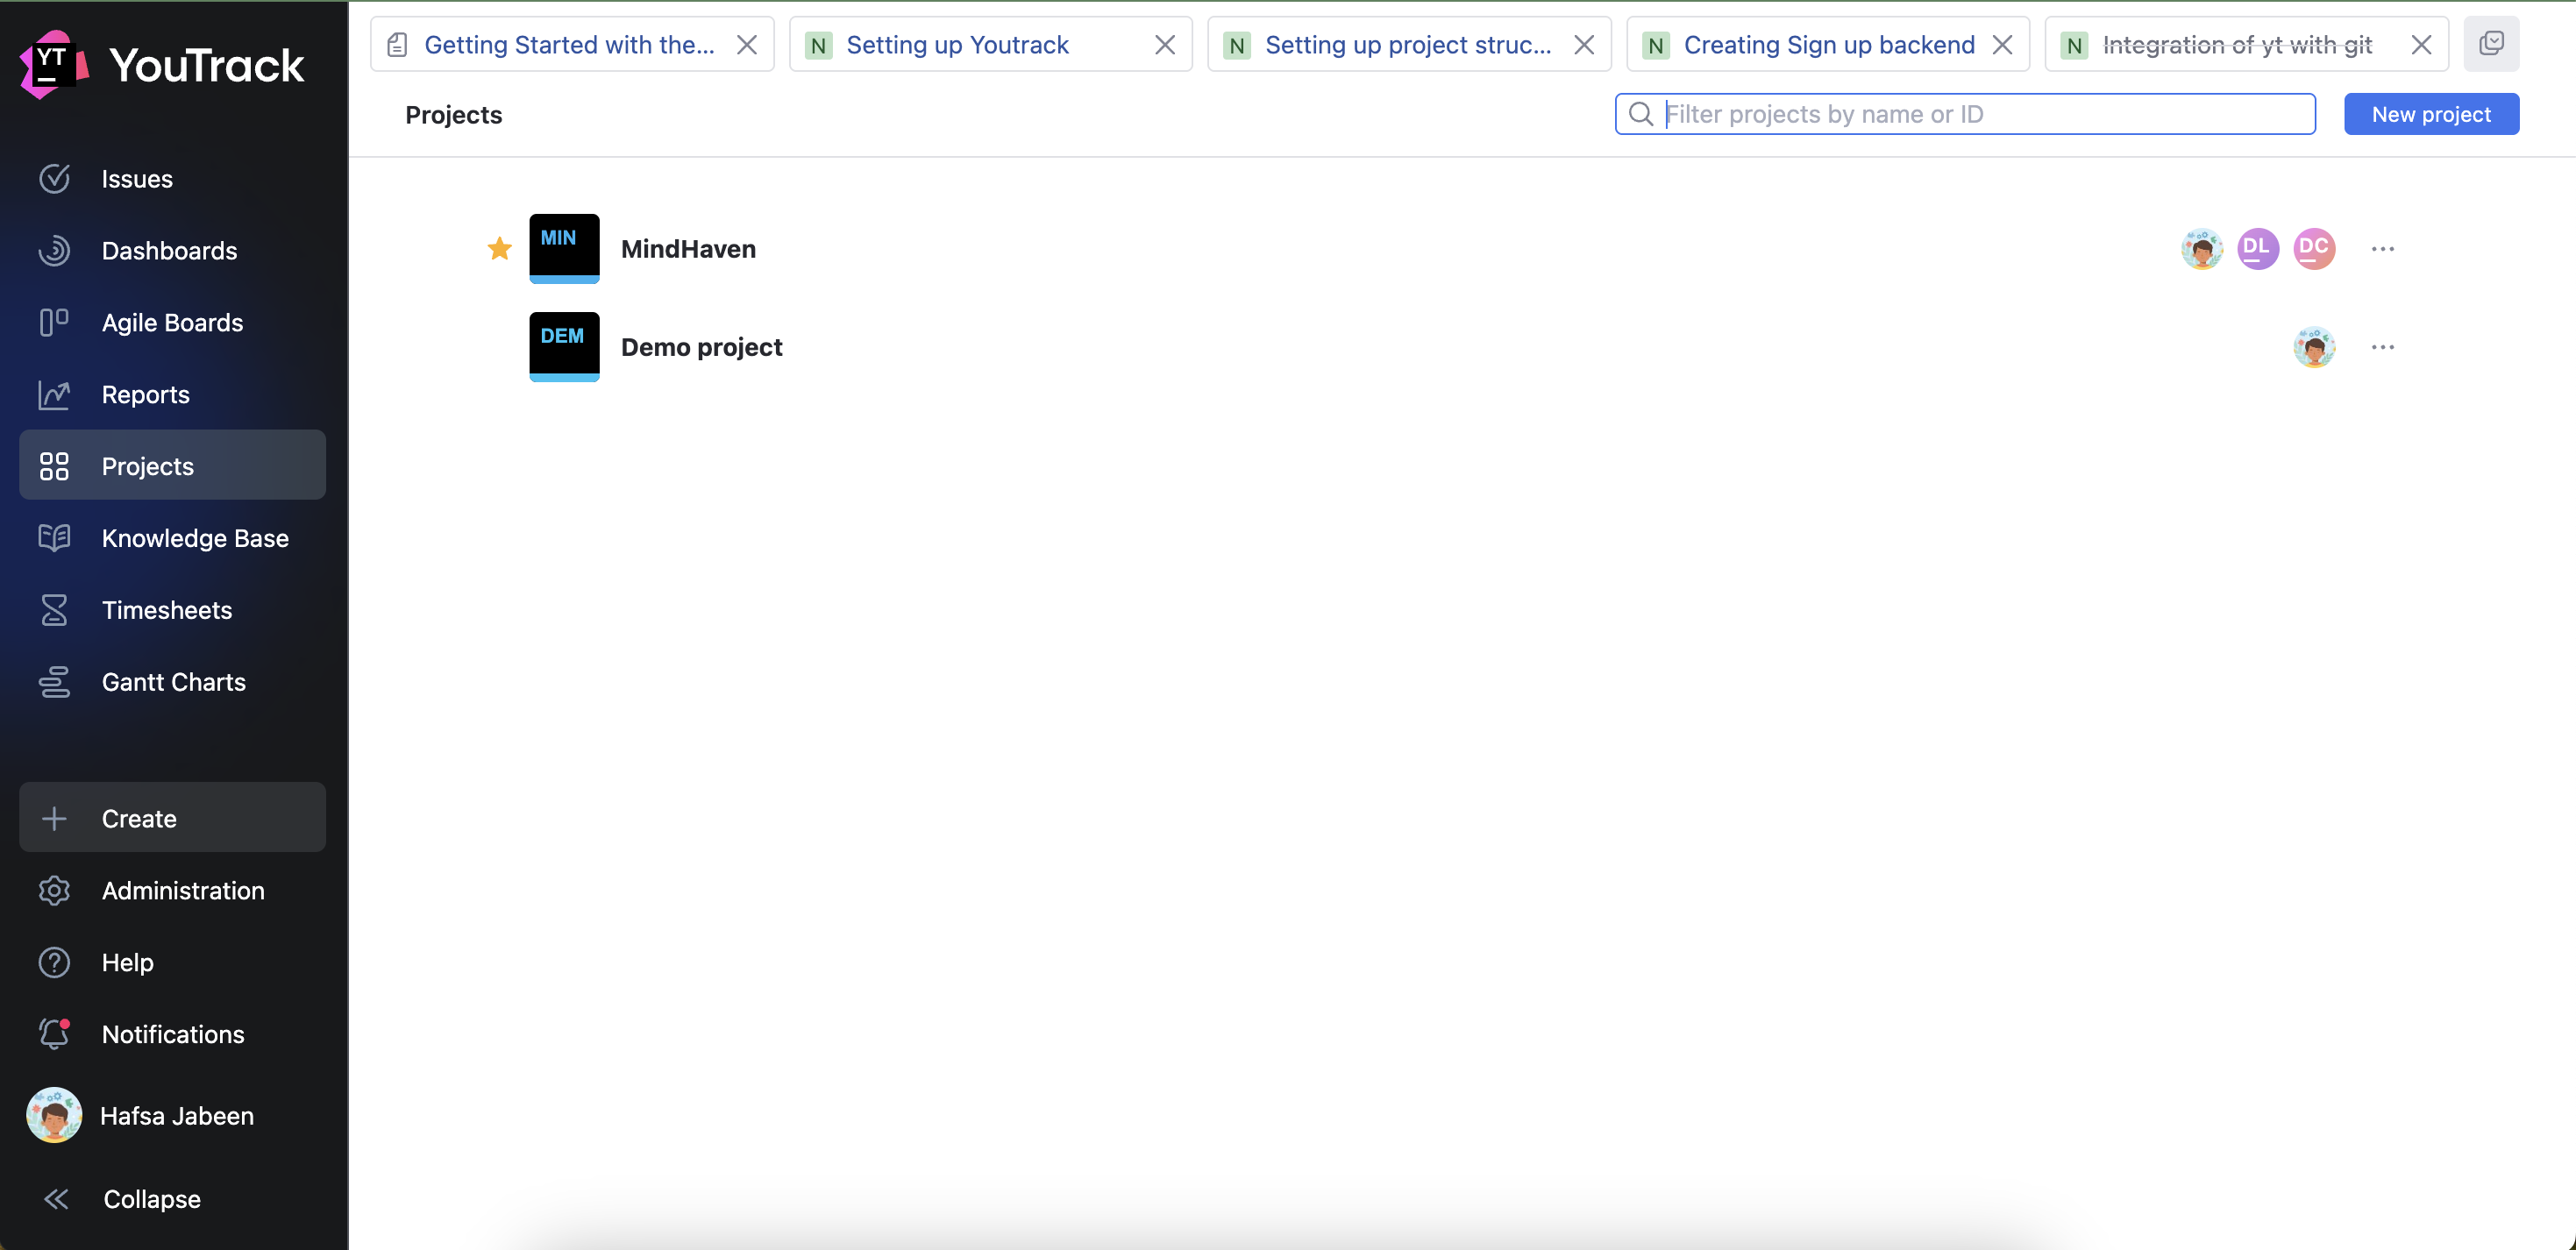 YT YouTrack
Getting Started with the...
N Setting up Youtrack
N Setting up project struc...
N Creating Sign up backend
N Integration of yt with git
Projects
Filter projects by name or ID
New project
Issues
Dashboards
Agile Boards
Reports
Projects
Knowledge Base
Timesheets
Gantt Charts
Create
Administration
Help
Notifications
Hafsa Jabeen
Collapse
MIN MindHaven
DL DC
DEM Demo project